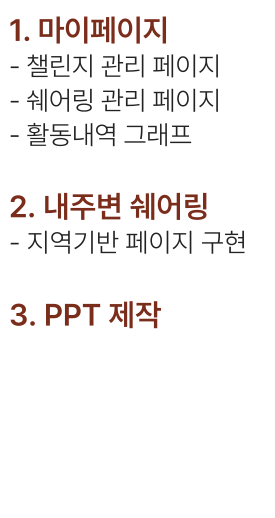 1. 마이페이지
- 챌린지 관리 페이지
- 쉐어링 관리 페이지
- 활동내역 그래프
2. 내주변 쉐어링
- 지역기반 페이지 구현
3. PPT 제작